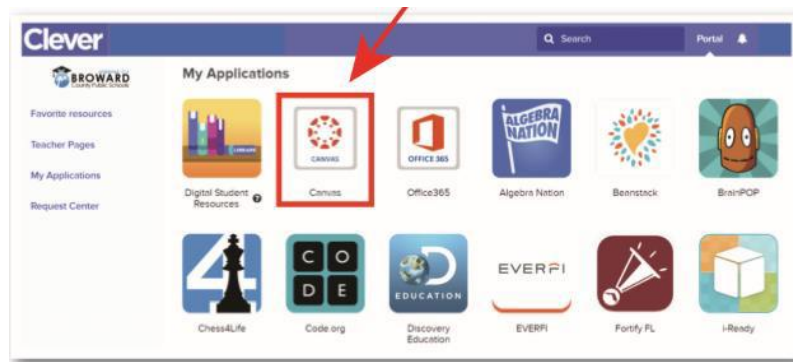 Clever
Search
Portal
BROWARD
County Public Schools
My Applications
Favorite resources
Teacher Pages
My Applications
Request Center
LIBRARY
CANVAS
OFFICE 365
ALGEBRA
NATION
Digital Student
Resources
Canvas
Office365
Algebra Nation
Beanstack
BrainPOP
4
C O
D E
D
EDUCATION
EVERFI
Chess4Life
Code.org
Discovery
Education
EVERFI
Fortify FL
i-Ready